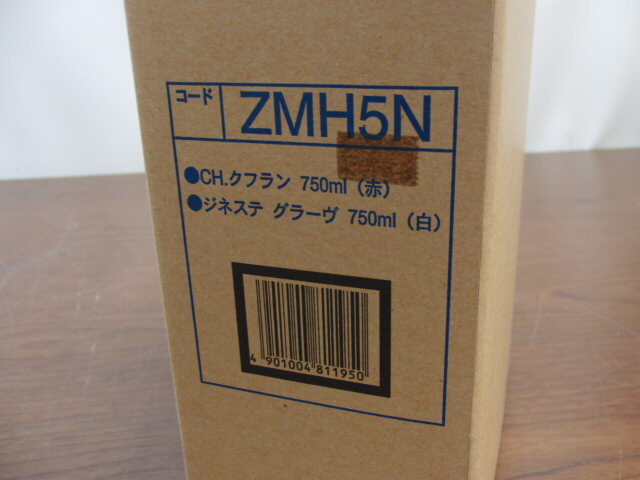 コード ZMH5N
●CH.クフラン 750ml（赤）
●ジネステ グラーヴ 750ml（白）
4 901004 811950